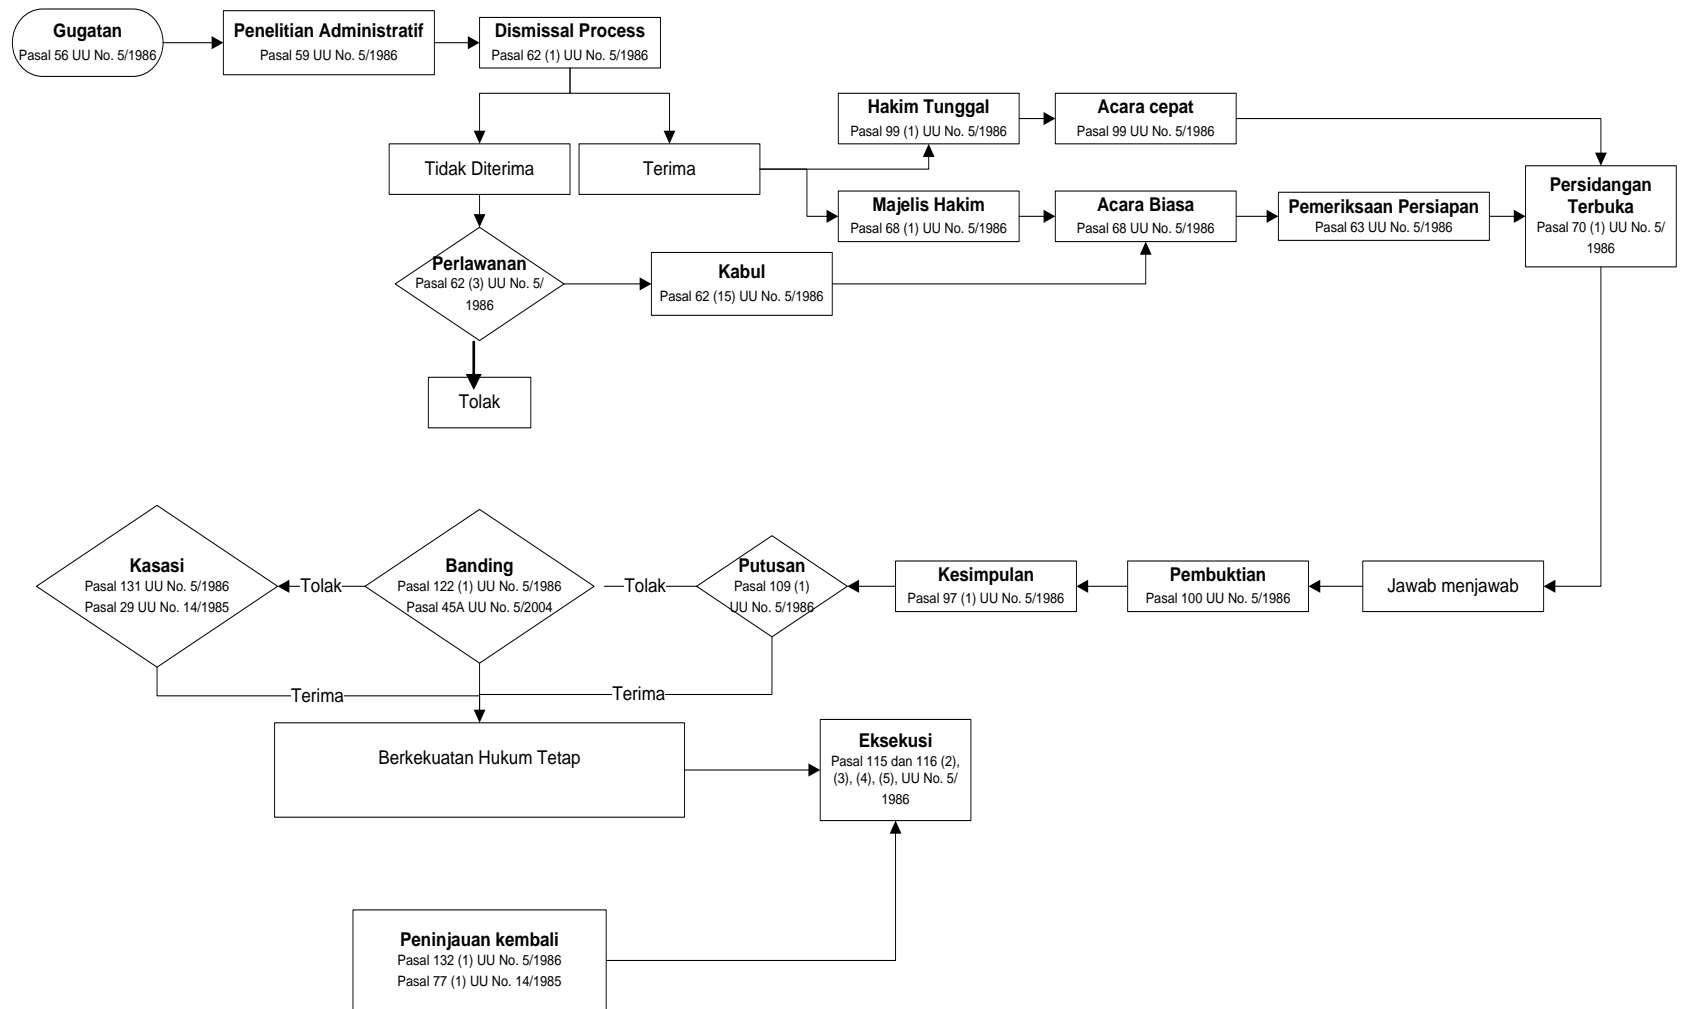 Gugatan
Pasal 56 UU No. 5/1986
Penelitian Administratif
Pasal 59 UU No. 5/1986
Dismissal Process
Pasal 62 (1) UU No. 5/1986
Tidak Diterima
Terima
Hakim Tunggal
Pasal 99 (1) UU No. 5/1986
Acara cepat
Pasal 99 UU No. 5/1986
Majelis Hakim
Pasal 68 (1) UU No. 5/1986
Acara Biasa
Pasal 68 UU No. 5/1986
Pemeriksaan Persiapan
Pasal 63 UU No. 5/1986
Persidangan
Terbuka
Pasal 70 (1) UU No. 5/
1986
Perlawanan
Pasal 62 (3) UU No. 5/
1986
Kabul
Pasal 62 (15) UU No. 5/1986
Tolak
Kasasi
Pasal 131 UU No. 5/1986
Pasal 29 UU No. 14/1985
Tolak
Banding
Pasal 122 (1) UU No. 5/1986
Pasal 45A UU No. 5/2004
Tolak
Putusan
Pasal 109 (1)
UU No. 5/1986
Kesimpulan
Pasal 97 (1) UU No. 5/1986
Pembuktian
Pasal 100 UU No. 5/1986
Jawab menjawab
Terima
Terima
Berkekuatan Hukum Tetap
Eksekusi
Pasal 115 dan 116 (2),
(3), (4), (5), UU No. 5/
1986
Peninjauan kembali
Pasal 132 (1) UU No. 5/1986
Pasal 77 (1) UU No. 14/1985